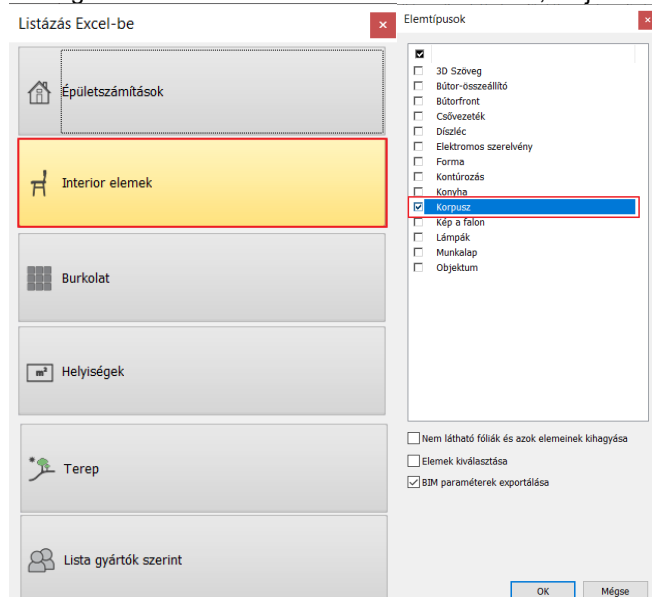 Listázás Excel-be
Épületszámítások
Interior elemek
Burkolat
m²
Helyiségek
Terep
Lista gyártók szerint
Elemtípusok
3D Szöveg
Bútor-összeállító
Bútorfront
Csővezeték
Díszléc
Elektromos szerelvény
Forma
Kontúrozás
Konyha
Korpusz
Kép a falon
Lámpák
Munkalap
Objektum
Nem látható fóliák és azok elemeinek kihagyása
Elemek kiválasztása
BIM paraméterek exportálása
OK Mégse